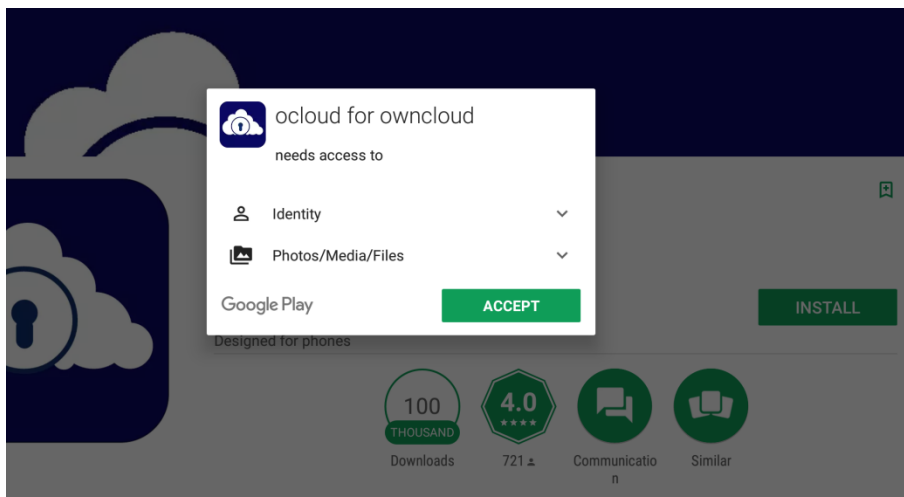 ocloud for owncloud
needs access to
Identity
Photos/Media/Files
Google Play
ACCEPT
INSTALL
Designed for phones
100
THOUSAND
4.0
Downloads
721
Communicatio
n
Similar